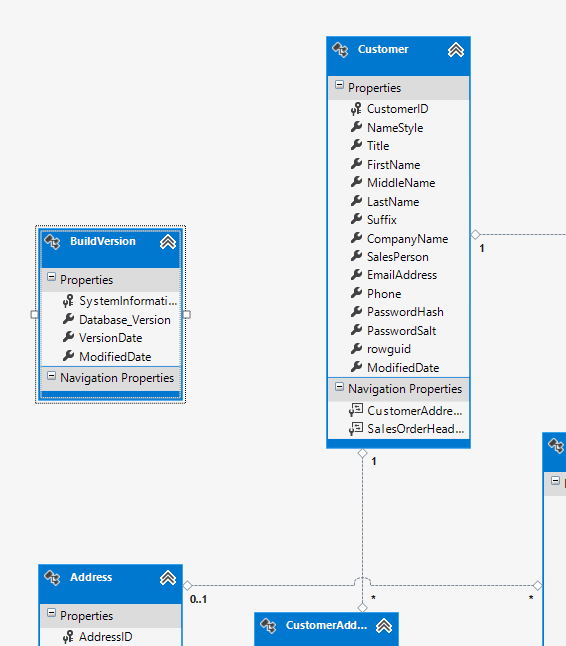 Customer
Properties
CustomerID
NameStyle
Title
FirstName
MiddleName
LastName
Suffix
CompanyName
SalesPerson
EmailAddress
Phone
PasswordHash
PasswordSalt
rowguid
ModifiedDate
Navigation Properties
CustomerAddre...
SalesOrderHead...
1
1
BuildVersion
Properties
SystemInformati...
Database_Version
VersionDate
ModifiedDate
Navigation Properties
Address
Properties
AddressID
0..1
*
*
CustomerAdd...